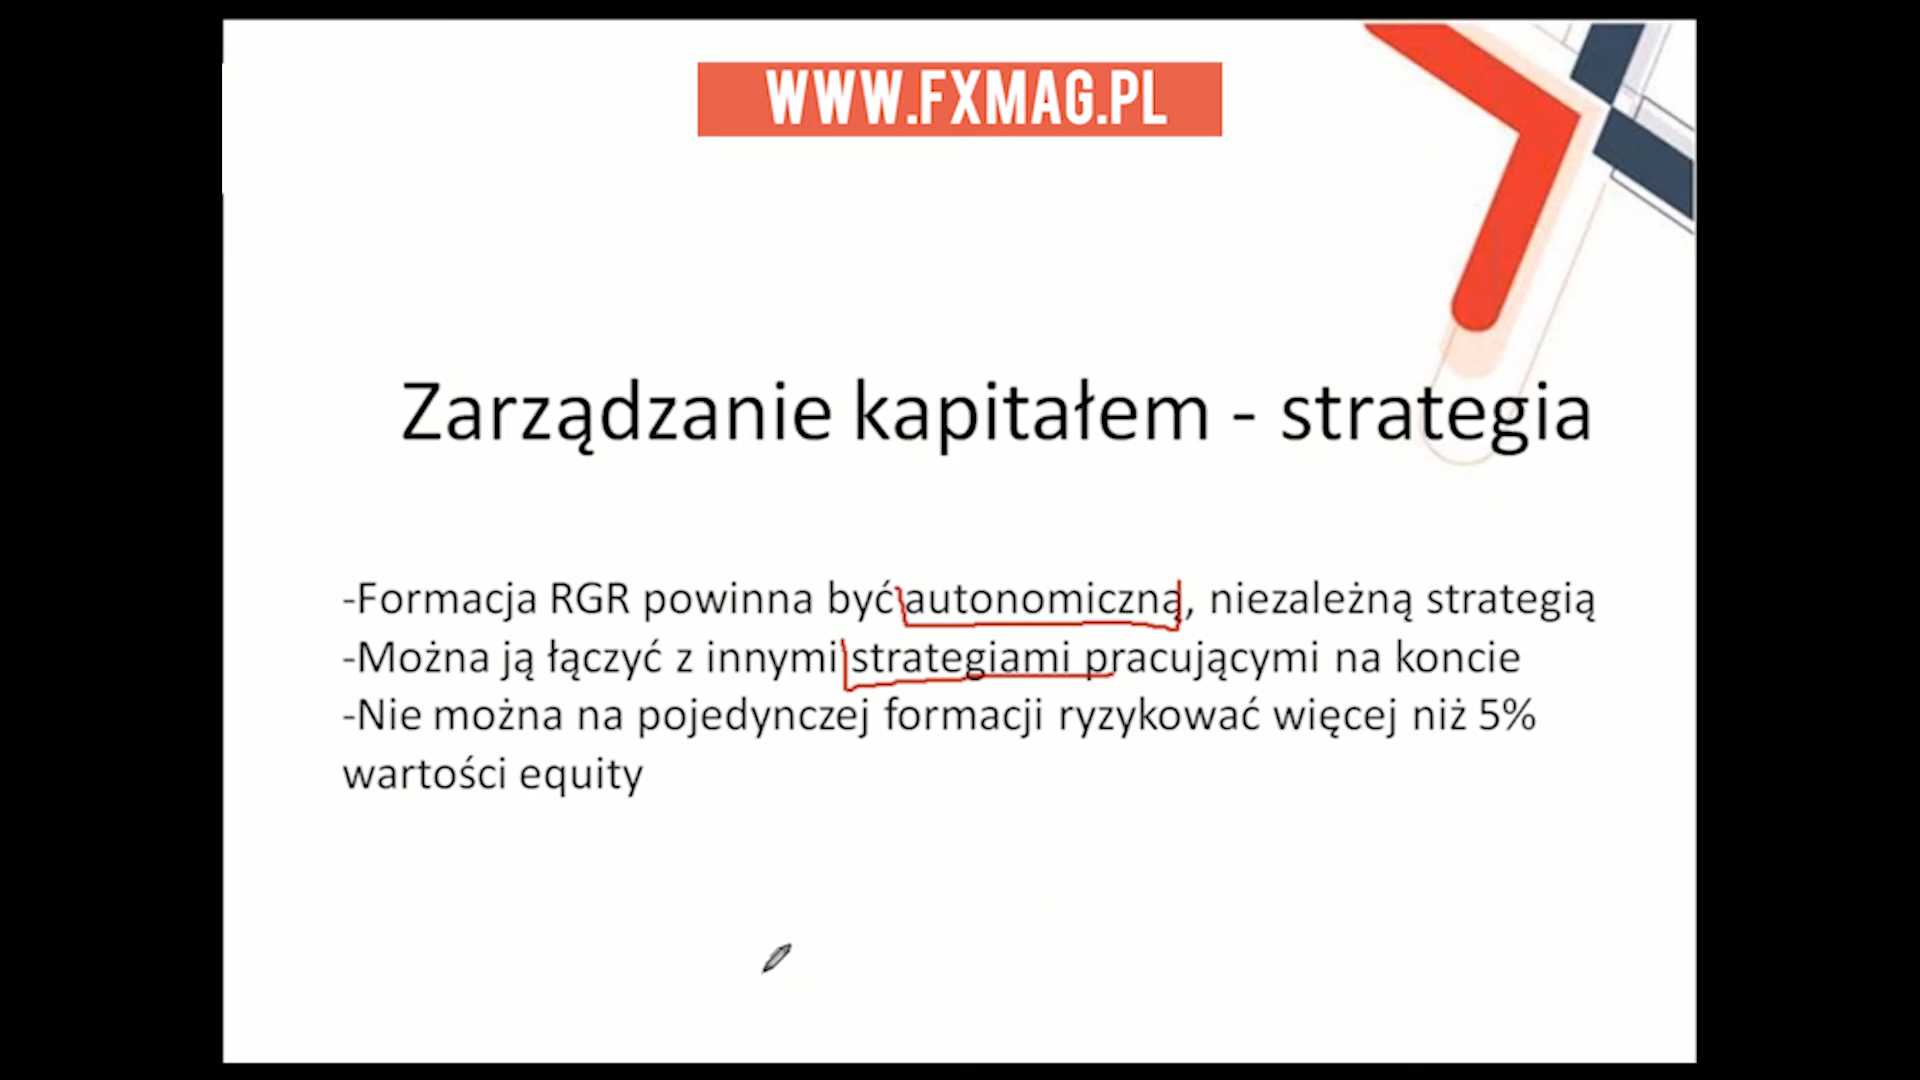 WWW.FXMAG.PL
Zarządzanie kapitałem - strategia
-Formacja RGR powinna być autonomiczną, niezależną strategią
-Można ją łączyć z innymi strategiami pracującymi na koncie
-Nie można na pojedynczej formacji ryzykować więcej niż 5%
wartości equity